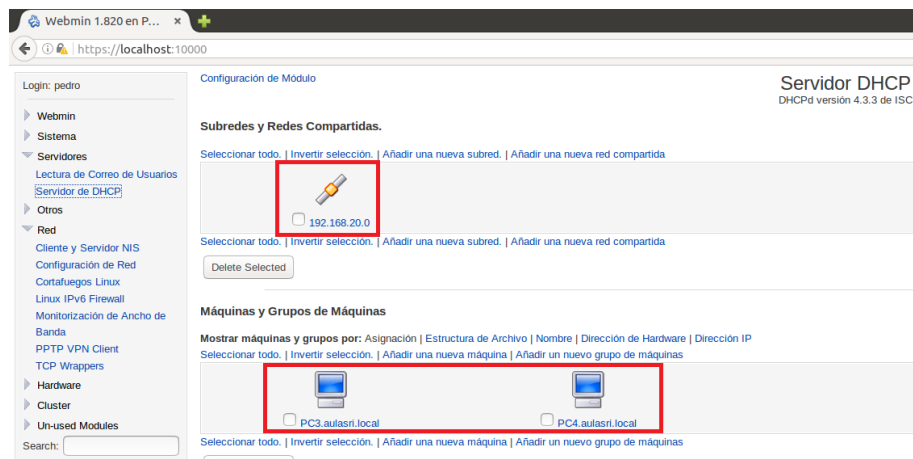 Webmin 1.820 en P...
https://localhost:10000
Login: pedro
Webmin
Sistema
Servidores
Lectura de Correo de Usuarios
Servidor de DHCP
Otros
Red
Cliente y Servidor NIS
Configuración de Red
Cortafuegos Linux
Linux IPv6 Firewall
Monitorización de Ancho de
Banda
PPTP VPN Client
TCP Wrappers
Hardware
Cluster
Un-used Modules
Search:
Configuración de Módulo
Servidor DHCP
DHCPd versión 4.3.3 de ISC
Subredes y Redes Compartidas.
Seleccionar todo. | Invertir selección. | Añadir una nueva subred. | Añadir una nueva red compartida
192.168.20.0
Seleccionar todo. | Invertir selección. | Añadir una nueva subred. | Añadir una nueva red compartida
Delete Selected
Máquinas y Grupos de Máquinas
Mostrar máquinas y grupos por: Asignación | Estructura de Archivo | Nombre | Dirección de Hardware | Dirección IP
Seleccionar todo. | Invertir selección. | Añadir una nueva máquina | Añadir un nuevo grupo de máquinas
PC3.aulasri.local PC4.aulasri.local
Seleccionar todo. | Invertir selección. | Añadir una nueva máquina | Añadir un nuevo grupo de máquinas